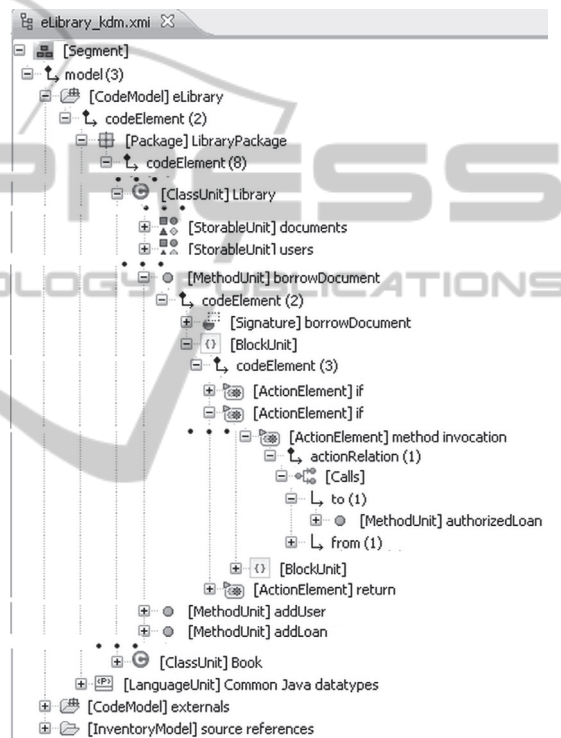 eLibrary_kdm.xmi
[Segment]
model (3)
[CodeModel] eLibrary
codeElement (2)
[Package] LibraryPackage
codeElement (8)
[ClassUnit] Library
[StorableUnit] documents
[StorableUnit] users
[MethodUnit] borrowDocument
codeElement (2)
[Signature] borrowDocument
{} [BlockUnit]
codeElement (3)
[ActionElement] if
[ActionElement] if
[ActionElement] method invocation
actionRelation (1)
[Calls]
to (1)
[MethodUnit] authorizedLoan
from (1)
{} [BlockUnit]
[ActionElement] return
[MethodUnit] addUser
[MethodUnit] addLoan
[ClassUnit] Book
[LanguageUnit] Common Java datatypes
[CodeModel] externals
[InventoryModel] source references